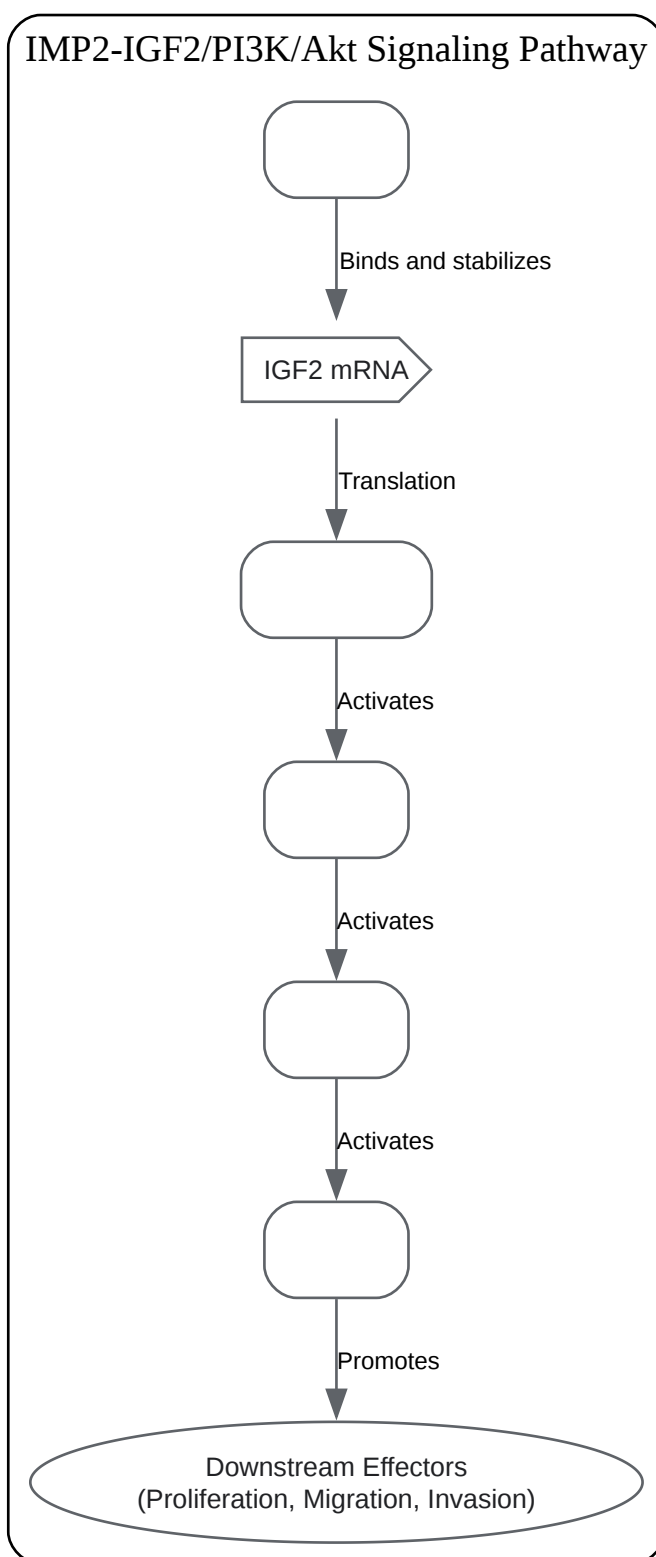 IMP2-IGF2/PI3K/Akt Signaling Pathway
Binds and stabilizes
IGF2 mRNA
Translation
Activates
Activates
Activates
Promotes
Downstream Effectors
(Proliferation, Migration, Invasion)